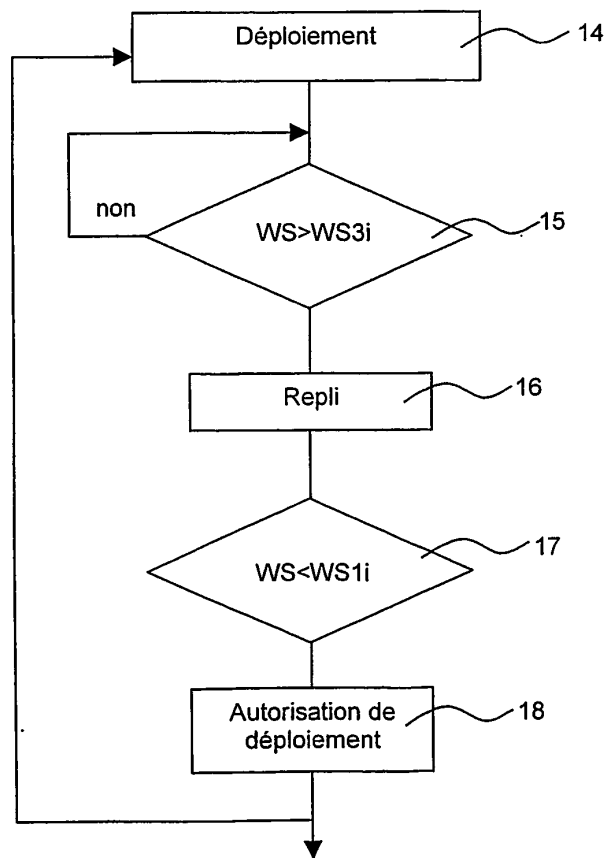 Déploiement
14
non
WS>WS3i
15
Repli
16
WS<WS1i
17
Autorisation de
déploiement
18